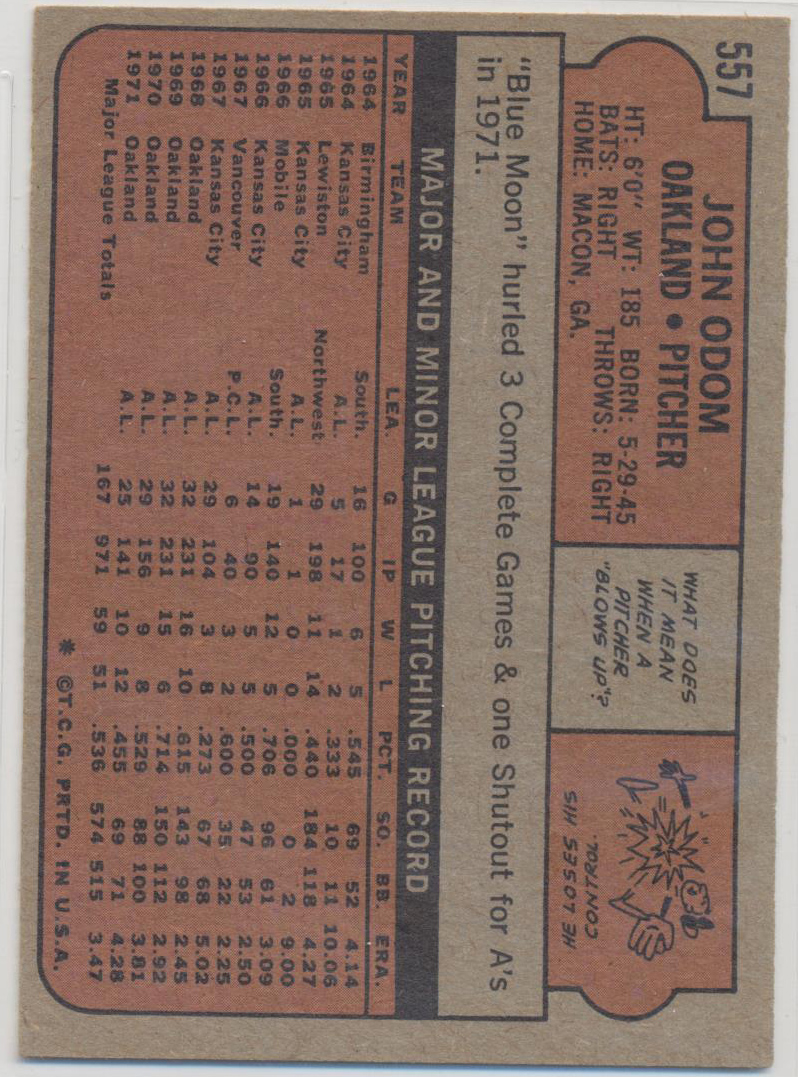 557
JOHN ODOM
OAKLAND • PITCHER
HT: 6'0" WT: 185 BORN: 5-29-45
BATS: RIGHT THROWS: RIGHT
HOME: MACON, GA.
WHAT DOES
IT MEAN
WHEN A
PITCHER
"BLOWS UP"?
HE LOSES HIS
CONTROL.
"Blue Moon" hurled 3 Complete Games & one Shutout for A's
in 1971.
MAJOR AND MINOR LEAGUE PITCHING RECORD
YEAR TEAM LEA. G IP W L PCT. SO. BB. ERA.
1964 Birmingham South. 16 100 6 5 .545 69 52 4.14
1964 Kansas City A.L. 5 17 1 2 .333 10 11 10.06
1965 Lewiston Northwest 29 198 11 14 .440 184 118 4.27
1965 Kansas City A.L. 1 1 0 0 .000 0 2 9.00
1966 Mobile South. 19 140 12 5 .706 96 61 3.09
1966 Kansas City A.L. 14 90 5 5 .500 47 53 2.50
1967 Vancouver P.C.L. 6 40 3 2 .600 35 22 2.25
1967 Kansas City A.L. 29 104 3 8 .273 67 68 5.02
1968 Oakland A.L. 32 231 16 10 .615 143 98 2.45
1969 Oakland A.L. 32 231 15 6 .714 150 112 2.92
1970 Oakland A.L. 29 156 9 8 .529 88 100 3.81
1971 Oakland A.L. 25 141 10 12 .455 69 71 4.28
Major League Totals 167 971 59 51 .536 574 515 3.47
* ©T.C.G. PRTD. IN U.S.A.